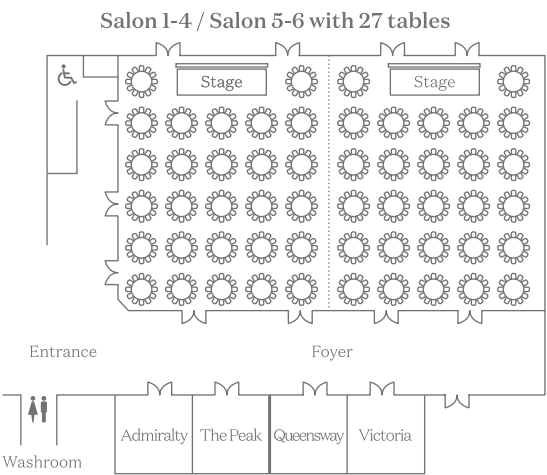 Salon 1-4 / Salon 5-6 with 27 tables
Stage
Stage
Entrance
Foyer
Admiralty
The Peak
Queensway
Victoria
Washroom